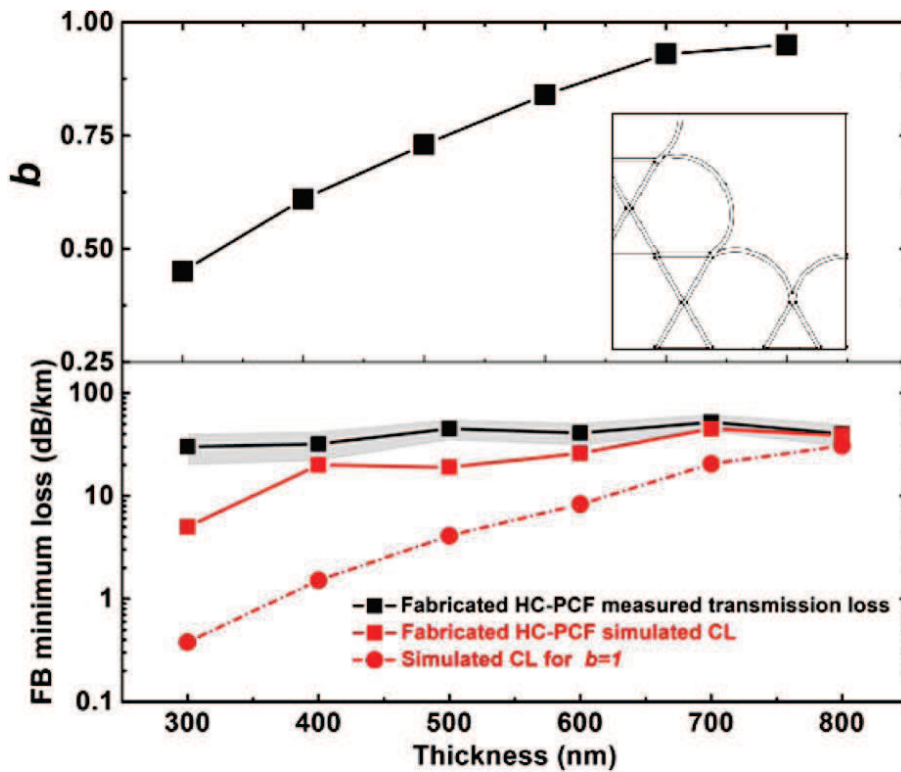 1.00
0.75
0.50
0.25
b
100
10
1
0.1
FB minimum loss (dB/km)
Fabricated HC-PCF measured transmission loss
Fabricated HC-PCF simulated CL
Simulated CL for b=1
300 400 500 600 700 800
Thickness (nm)